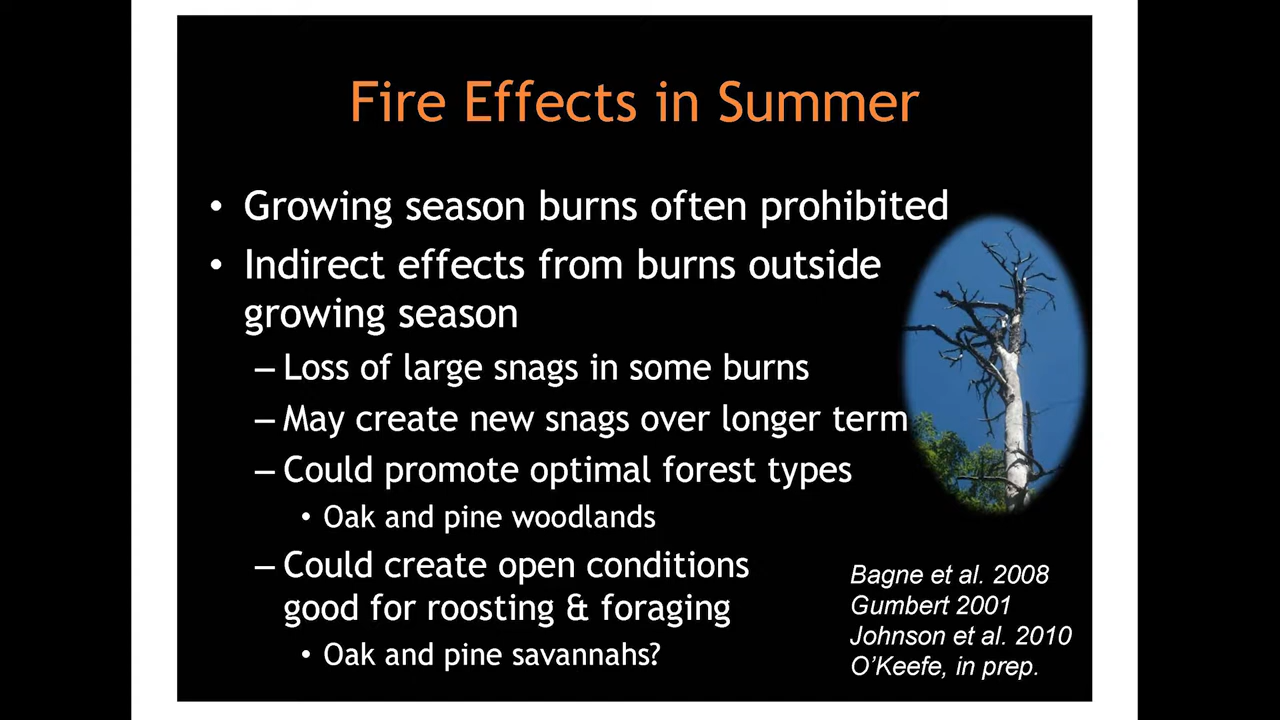 Fire Effects in Summer
• Growing season burns often prohibited
• Indirect effects from burns outside
growing season
– Loss of large snags in some burns
– May create new snags over longer term
– Could promote optimal forest types
• Oak and pine woodlands
– Could create open conditions
good for roosting & foraging
• Oak and pine savannahs?
Bagne et al. 2008
Gumbert 2001
Johnson et al. 2010
O'Keefe, in prep.